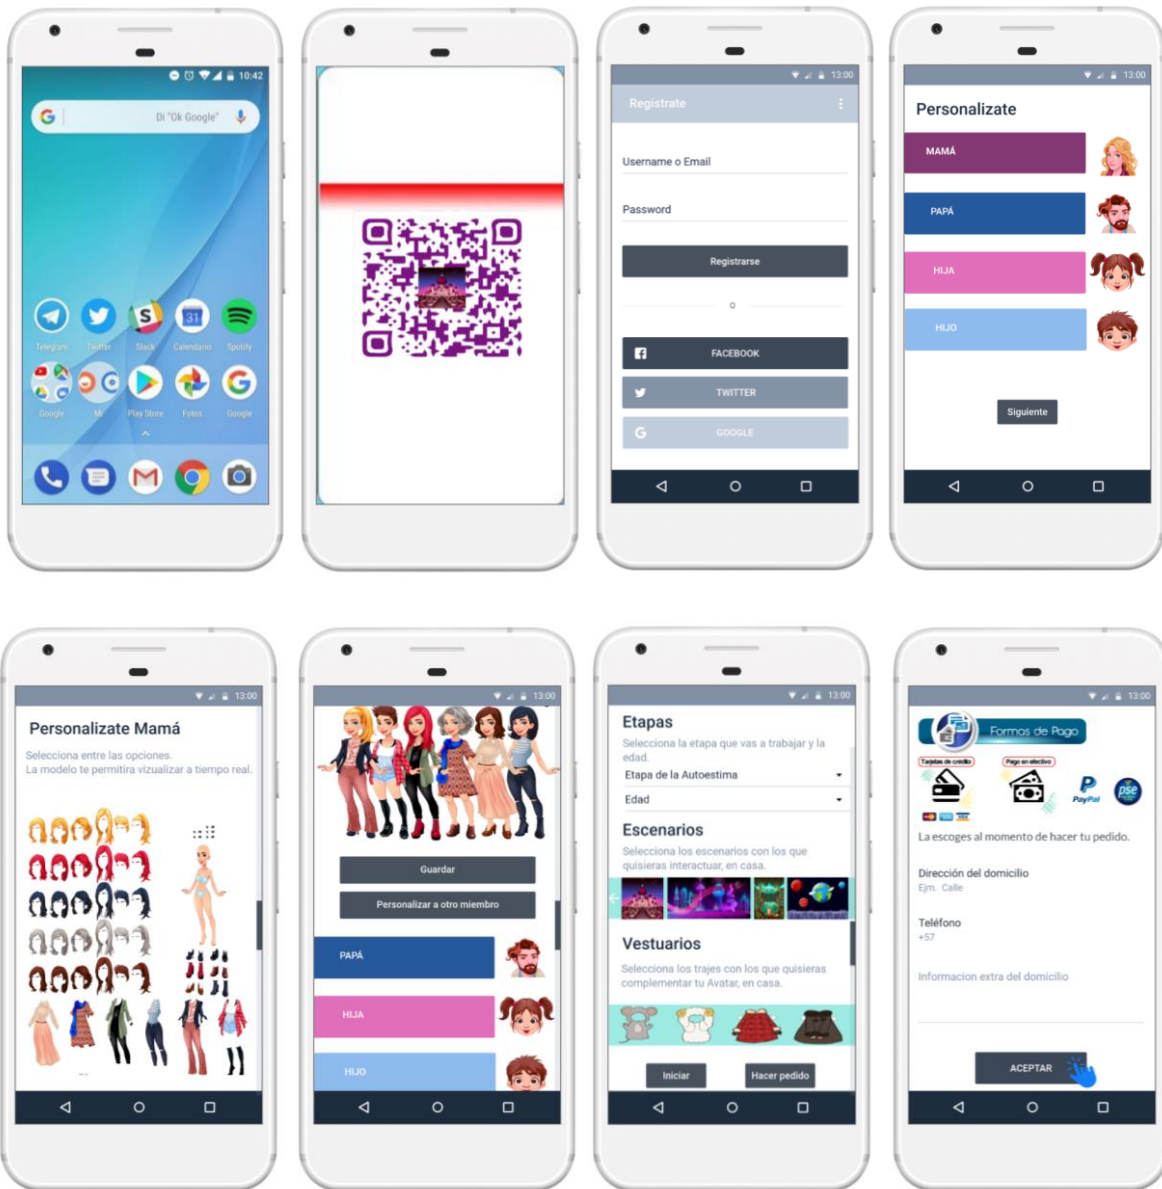 10:42
Di "Ok Google"
Telegram
Twitter
Slack
31
Calendario
Spotify
Google
Mi
Play Store
Fotos
Google
13:00
Registrate
Username o Email
Password
Registrarse
o
FACEBOOK
TWITTER
GOOGLE
13:00
Personalizate
MAMÁ
PAPÁ
HIJA
HIJO
Siguiente
13:00
Personalizate Mamá
Selecciona entre las opciones.
La modelo te permitira vizualizar a tiempo real.
13:00
Guardar
Personalizar a otro miembro
PAPÁ
HIJA
HIJO
13:00
Etapas
Selecciona la etapa que vas a trabajar y la
edad.
Etapa de la Autoestima
Edad
Escenarios
Selecciona los escenarios con los que
quisieras interactuar, en casa.
Vestuarios
Selecciona los trajes con los que quisieras
complementar tu Avatar, en casa.
Iniciar
Hacer pedido
13:00
Formas de Pago
Tarjetas de crédito
Pago en efectivo
PayPal
pse
La escoges al momento de hacer tu pedido.
Dirección del domicilio
Ejm. Calle
Teléfono
+57
Informacion extra del domicilio
ACEPTAR